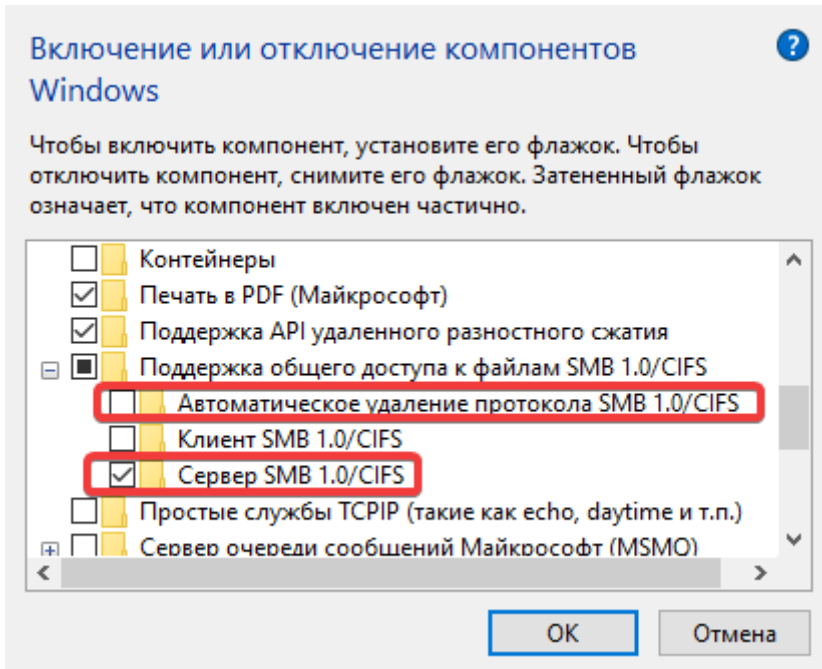 Включение или отключение компонентов
Windows
?
Чтобы включить компонент, установите его флажок. Чтобы
отключить компонент, снимите его флажок. Затененный флажок
означает, что компонент включен частично.
Контейнеры
Печать в PDF (Майкрософт)
Поддержка API удаленного разностного сжатия
Поддержка общего доступа к файлам SMB 1.0/CIFS
Автоматическое удаление протокола SMB 1.0/CIFS
Клиент SMB 1.0/CIFS
Сервер SMB 1.0/CIFS
Простые службы TCPIP (такие как echo, daytime и т.п.)
Сервер очереди сообщений Майкрософт (MSMQ)
ОК
Отмена